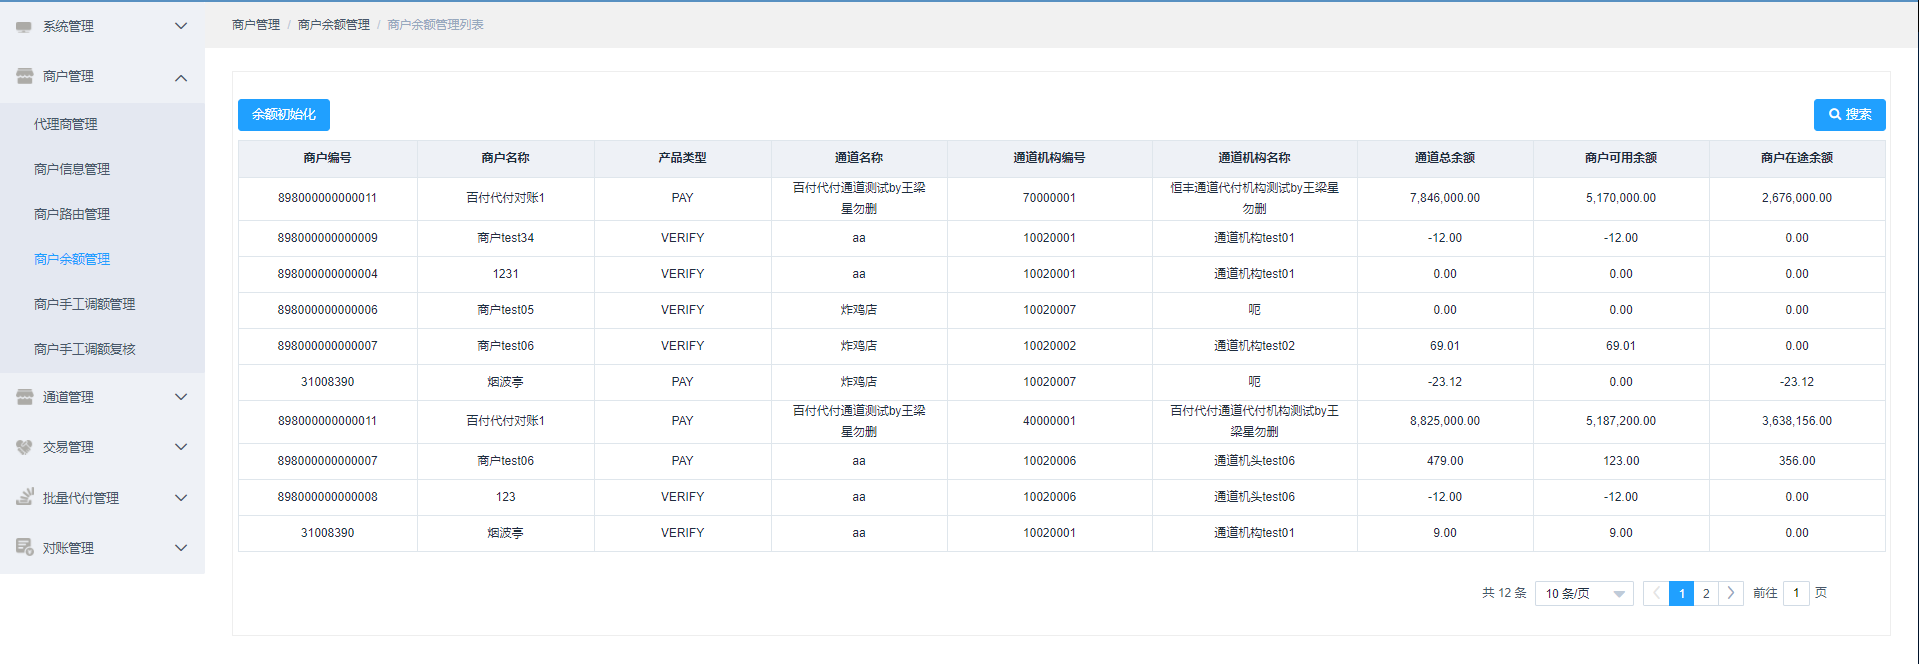 系统管理
商户管理
代理商管理
商户信息管理
商户路由管理
商户余额管理
商户手工调额管理
商户手工调额复核
通道管理
交易管理
批量代付管理
对账管理
商户管理 / 商户余额管理 / 商户余额管理列表
余额初始化
搜索
商户编号 商户名称 产品类型 通道名称 通道机构编号 通道机构名称 通道总余额 商户可用余额 商户在途余额
898000000000011 百付代付对账1 PAY 百付代付通道测试by王梁 70000001 恒丰通道代付机构测试by王梁星 7,846,000.00 5,170,000.00 2,676,000.00
星勿删 勿删
898000000000009 商户test34 VERIFY aa 10020001 通道机构test01 -12.00 -12.00 0.00
898000000000004 1231 VERIFY aa 10020001 通道机构test01 0.00 0.00 0.00
898000000000006 商户test05 VERIFY 炸鸡店 10020007 呃 0.00 0.00 0.00
898000000000007 商户test06 VERIFY 炸鸡店 10020002 通道机构test02 69.01 69.01 0.00
31008390 烟波亭 PAY 炸鸡店 10020007 呃 -23.12 0.00 -23.12
898000000000011 百付代付对账1 PAY 百付代付通道测试by王梁 40000001 百付代付通道代付机构测试by王 8,825,000.00 5,187,200.00 3,638,156.00
星勿删 梁星勿删
898000000000007 商户test06 PAY aa 10020006 通道机头test06 479.00 123.00 356.00
898000000000008 123 VERIFY aa 10020006 通道机头test06 -12.00 -12.00 0.00
31008390 烟波亭 VERIFY aa 10020001 通道机构test01 9.00 9.00 0.00
共 12 条 10 条/页 1 2 前往 1 页